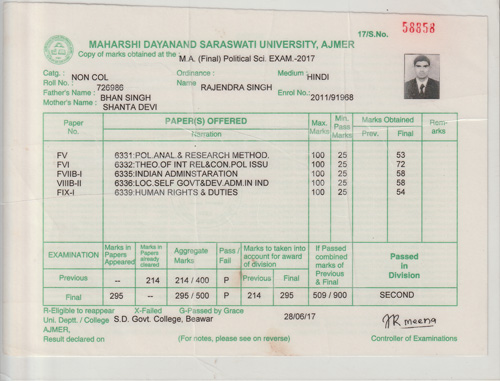 17/S.No. 58358
MAHARSHI DAYANAND SARASWATI UNIVERSITY, AJMER
Copy of marks obtained at the M.A. (Final) Political Sci. EXAM.-2017
Catg. : NON COL Ordinance : Medium : HINDI
Roll No. : 726986 Name : RAJENDRA SINGH
Father's Name : BHAN SINGH Enrol No.: 2011/91968
Mother's Name : SHANTA DEVI
Paper No. PAPER(S) OFFERED Narration Max. Marks Min. Pass Marks Marks Obtained Prev. Final Remarks
FV 6331:POL.ANAL.& RESEARCH METHOD. 100 25 53
FVI 6332:THEO.OF INT REL&CON.POL ISSU 100 25 72
FVIIB-I 6335:INDIAN ADMINSTARATION 100 25 58
VIIIB-II 6336:LOC.SELF GOVT&DEV.ADM.IN IND 100 25 58
FIX-I 6339:HUMAN RIGHTS & DUTIES 100 25 54
EXAMINATION Marks in Papers Appeared Marks in Papers already cleared Aggregate Marks Pass / Fail Marks to taken into account for award of division Previous Final If Passed combined marks of Previous & Final Passed in Division
Previous -- 214 214 / 400 P
Final 295 -- 295 / 500 P 214 295 509 / 900 SECOND
R-Eligible to reappear X-Failed G-Passed by Grace
Uni. Deptt. / College S.D. Govt. College, Beawar 28/06/17
AJMER,
Result declared on (For notes, please see on reverse) Controller of Examinations
JRmeena